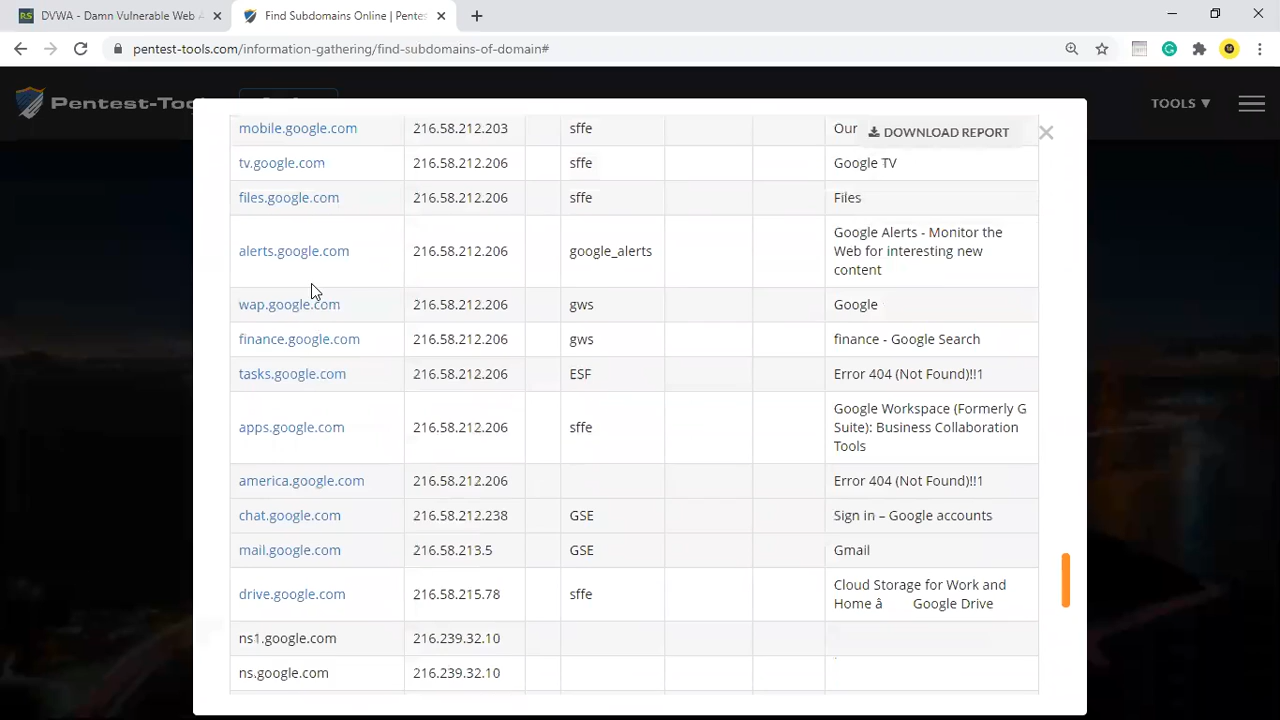 DVWA - Damn Vulnerable Web
Find Subdomains Online | Pentest
pentest-tools.com/information-gathering/find-subdomains-of-domain#
Pentest-To
TOOLS ▼
DOWNLOAD REPORT
mobile.google.com 216.58.212.203 sffe Our
tv.google.com 216.58.212.206 sffe Google TV
files.google.com 216.58.212.206 sffe Files
alerts.google.com 216.58.212.206 google_alerts Google Alerts - Monitor the
Web for interesting new
content
wap.google.com 216.58.212.206 gws Google
finance.google.com 216.58.212.206 gws finance - Google Search
tasks.google.com 216.58.212.206 ESF Error 404 (Not Found)!!1
apps.google.com 216.58.212.206 sffe Google Workspace (Formerly G
Suite): Business Collaboration
Tools
america.google.com 216.58.212.206 Error 404 (Not Found)!!1
chat.google.com 216.58.212.238 GSE Sign in – Google accounts
mail.google.com 216.58.213.5 GSE Gmail
drive.google.com 216.58.215.78 sffe Cloud Storage for Work and
Home â Google Drive
ns1.google.com 216.239.32.10
ns.google.com 216.239.32.10